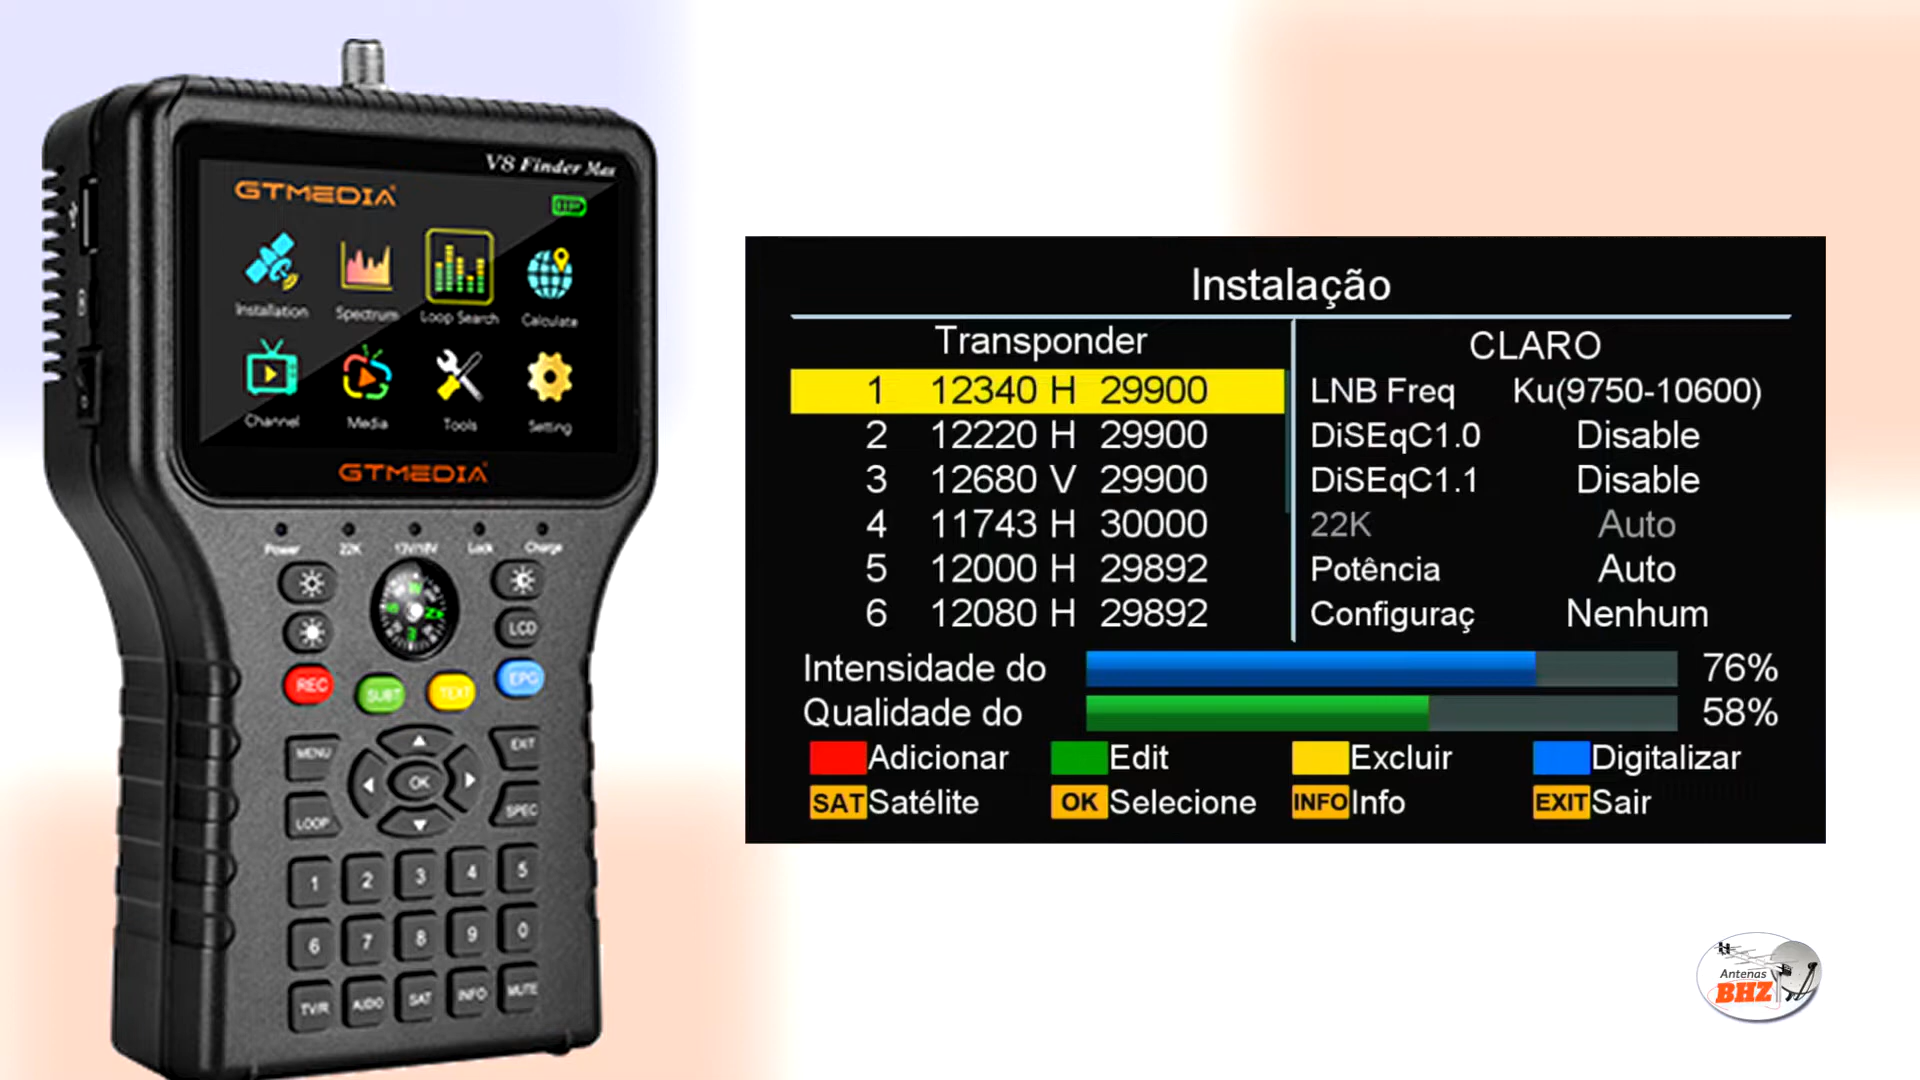 V8 Finder Max
GTMEDIA
Installation
Spectrum
Loop Search
Calculate
Channel
Media
Tools
Setting
GTMEDIA
Power
22K
13V/18V
Lock
Charge
LCD
REC
SUBT
TEXT
EPG
MENU
EXIT
OK
LOOP
SPEC
1 2 3 4 5
6 7 8 9 0
TV/R AUDIO SAT INFO MUTE
Instalação
Transponder
1 12340 H 29900
2 12220 H 29900
3 12680 V 29900
4 11743 H 30000
5 12000 H 29892
6 12080 H 29892
CLARO
LNB Freq Ku(9750-10600)
DiSEqC1.0 Disable
DiSEqC1.1 Disable
22K Auto
Potência Auto
Configuraç Nenhum
Intensidade do 76%
Qualidade do 58%
Adicionar Edit Excluir Digitalizar
SAT Satélite OK Selecione INFO Info EXIT Sair
Antenas
BHZ